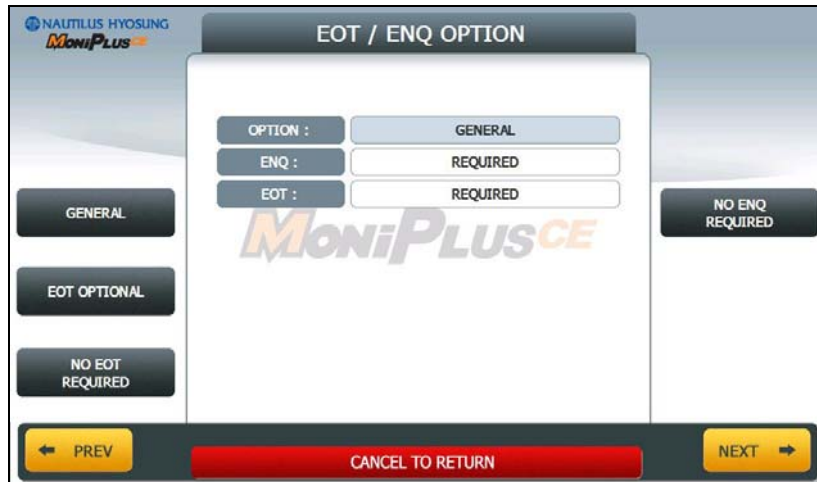 NAUTILUS HYOSUNG
MoniPlusCE
EOT / ENQ OPTION
OPTION : GENERAL
ENQ : REQUIRED
EOT : REQUIRED
MoniPlusCE
GENERAL
NO ENQ
REQUIRED
EOT OPTIONAL
NO EOT
REQUIRED
PREV
CANCEL TO RETURN
NEXT